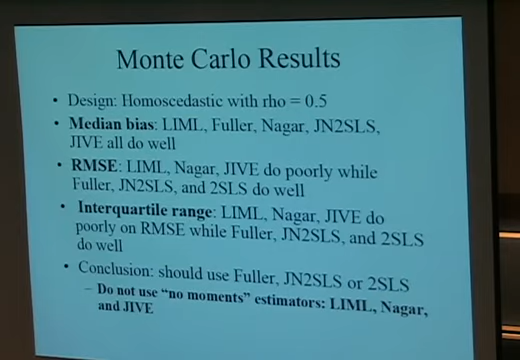 Monte Carlo Results
• Design: Homoscedastic with rho = 0.5
• Median bias: LIML, Fuller, Nagar, JN2SLS,
JIVE all do well
• RMSE: LIML, Nagar, JIVE do poorly while
Fuller, JN2SLS, and 2SLS do well
• Interquartile range: LIML, Nagar, JIVE do
poorly on RMSE while Fuller, JN2SLS, and 2SLS
do well
• Conclusion: should use Fuller, JN2SLS or 2SLS
– Do not use “no moments” estimators: LIML, Nagar,
and JIVE